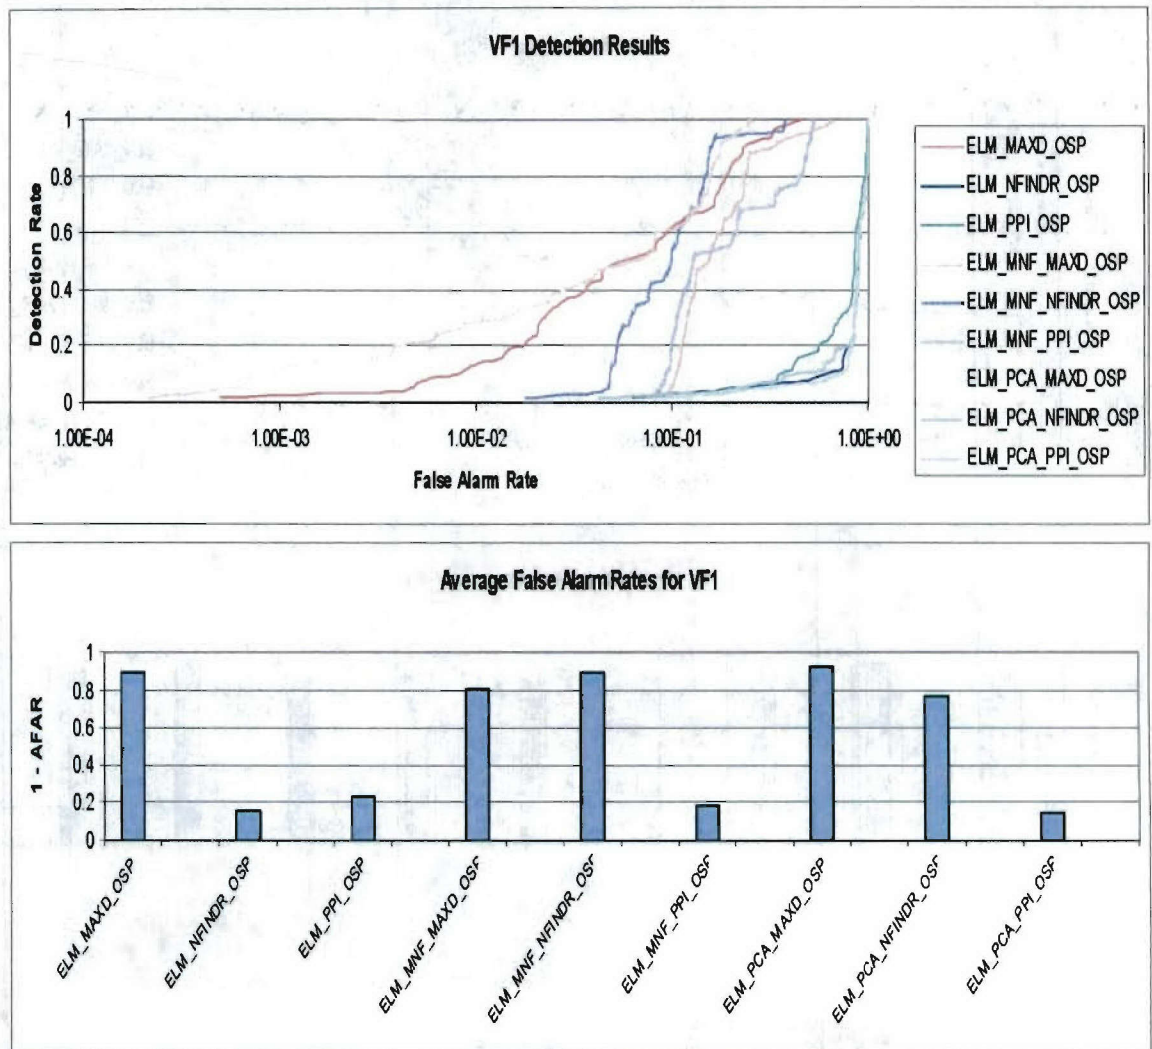 VF1 Detection Results
1
0.8
0.6
0.4
0.2
0
Detection Rate
1.00E-04 1.00E-03 1.00E-02 1.00E-01 1.00E+00
False Alarm Rate
ELM_MAXD_OSP
ELM_NFINDR_OSP
ELM_PPI_OSP
ELM_MNF_MAXD_OSP
ELM_MNF_NFINDR_OSP
ELM_MNF_PPI_OSP
ELM_PCA_MAXD_OSP
ELM_PCA_NFINDR_OSP
ELM_PCA_PPI_OSP
Average False Alarm Rates for VF1
1
0.8
0.6
0.4
0.2
0
1 - AFAR
ELM_MAXD_OSP
ELM_NFINDR_OSP
ELM_PPI_OSP
ELM_MNF_MAXD_OSP
ELM_MNF_NFINDR_OSP
ELM_MNF_PPI_OSP
ELM_PCA_MAXD_OSP
ELM_PCA_NFINDR_OSP
ELM_PCA_PPI_OSP